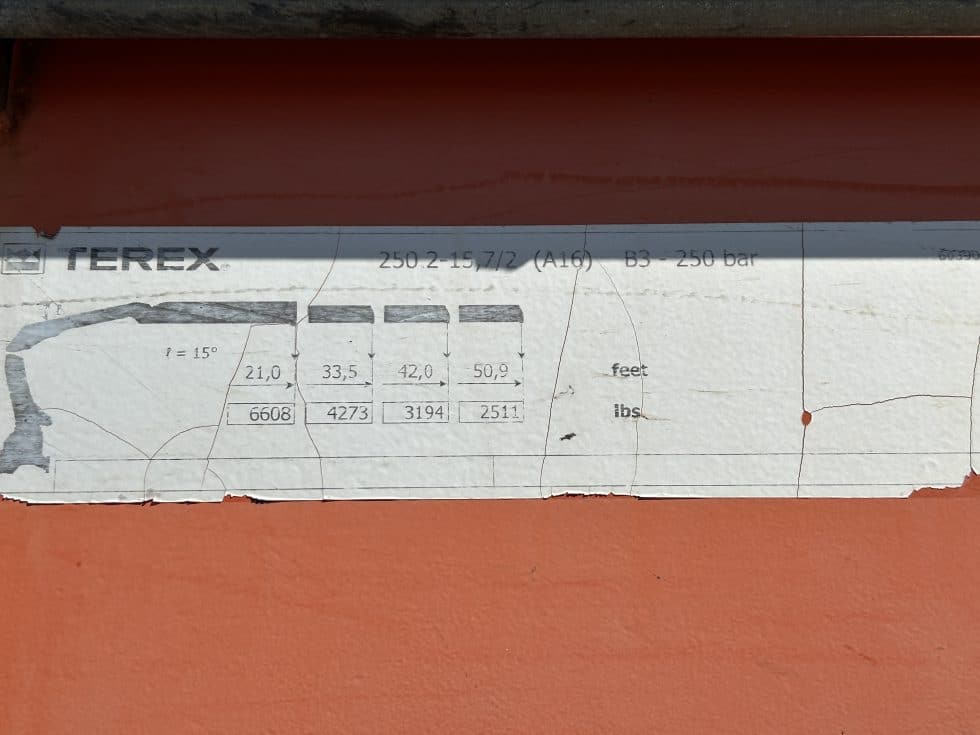 TEREX® 250.2-15,7/2 (A16) B3 - 250 bar
= 15°
21,0 33,5 42,0 50,9 feet
6608 4273 3194 2511 lbs